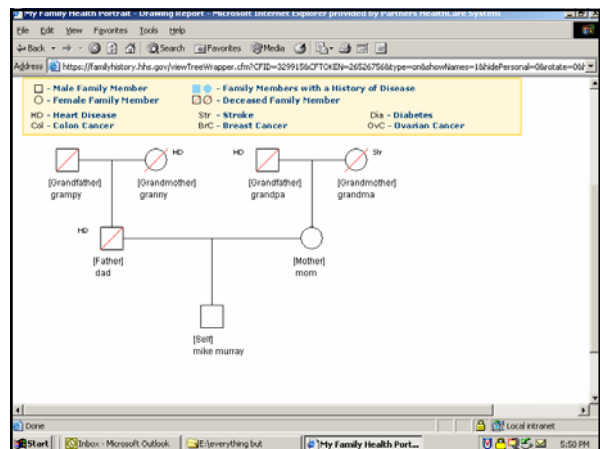 My Family Health Portrait - Drawing Report - Microsoft Internet Explorer provided by Partners HealthCare System
File Edit View Favorites Tools Help
Back Search Favorites Media
Address https://familyhistory.hhs.gov/viewTreeWrapper.cfm?
- Male Family Member - Family Members with a History of Disease
- Female Family Member - Deceased Family Member
HD - Heart Disease Str - Stroke Dia - Diabetes
Col - Colon Cancer BrC - Breast Cancer OvC - Ovarian Cancer
HD HD Str
[Grandfather] [Grandmother] [Grandfather] [Grandmother]
grampy granny grandpa grandma
HD
[Father] [Mother]
dad mom
[Self]
mike murray
Done Local intranet
Start Inbox - Microsoft Outlook E:\everything but My Family Health Port... 5:50 PM